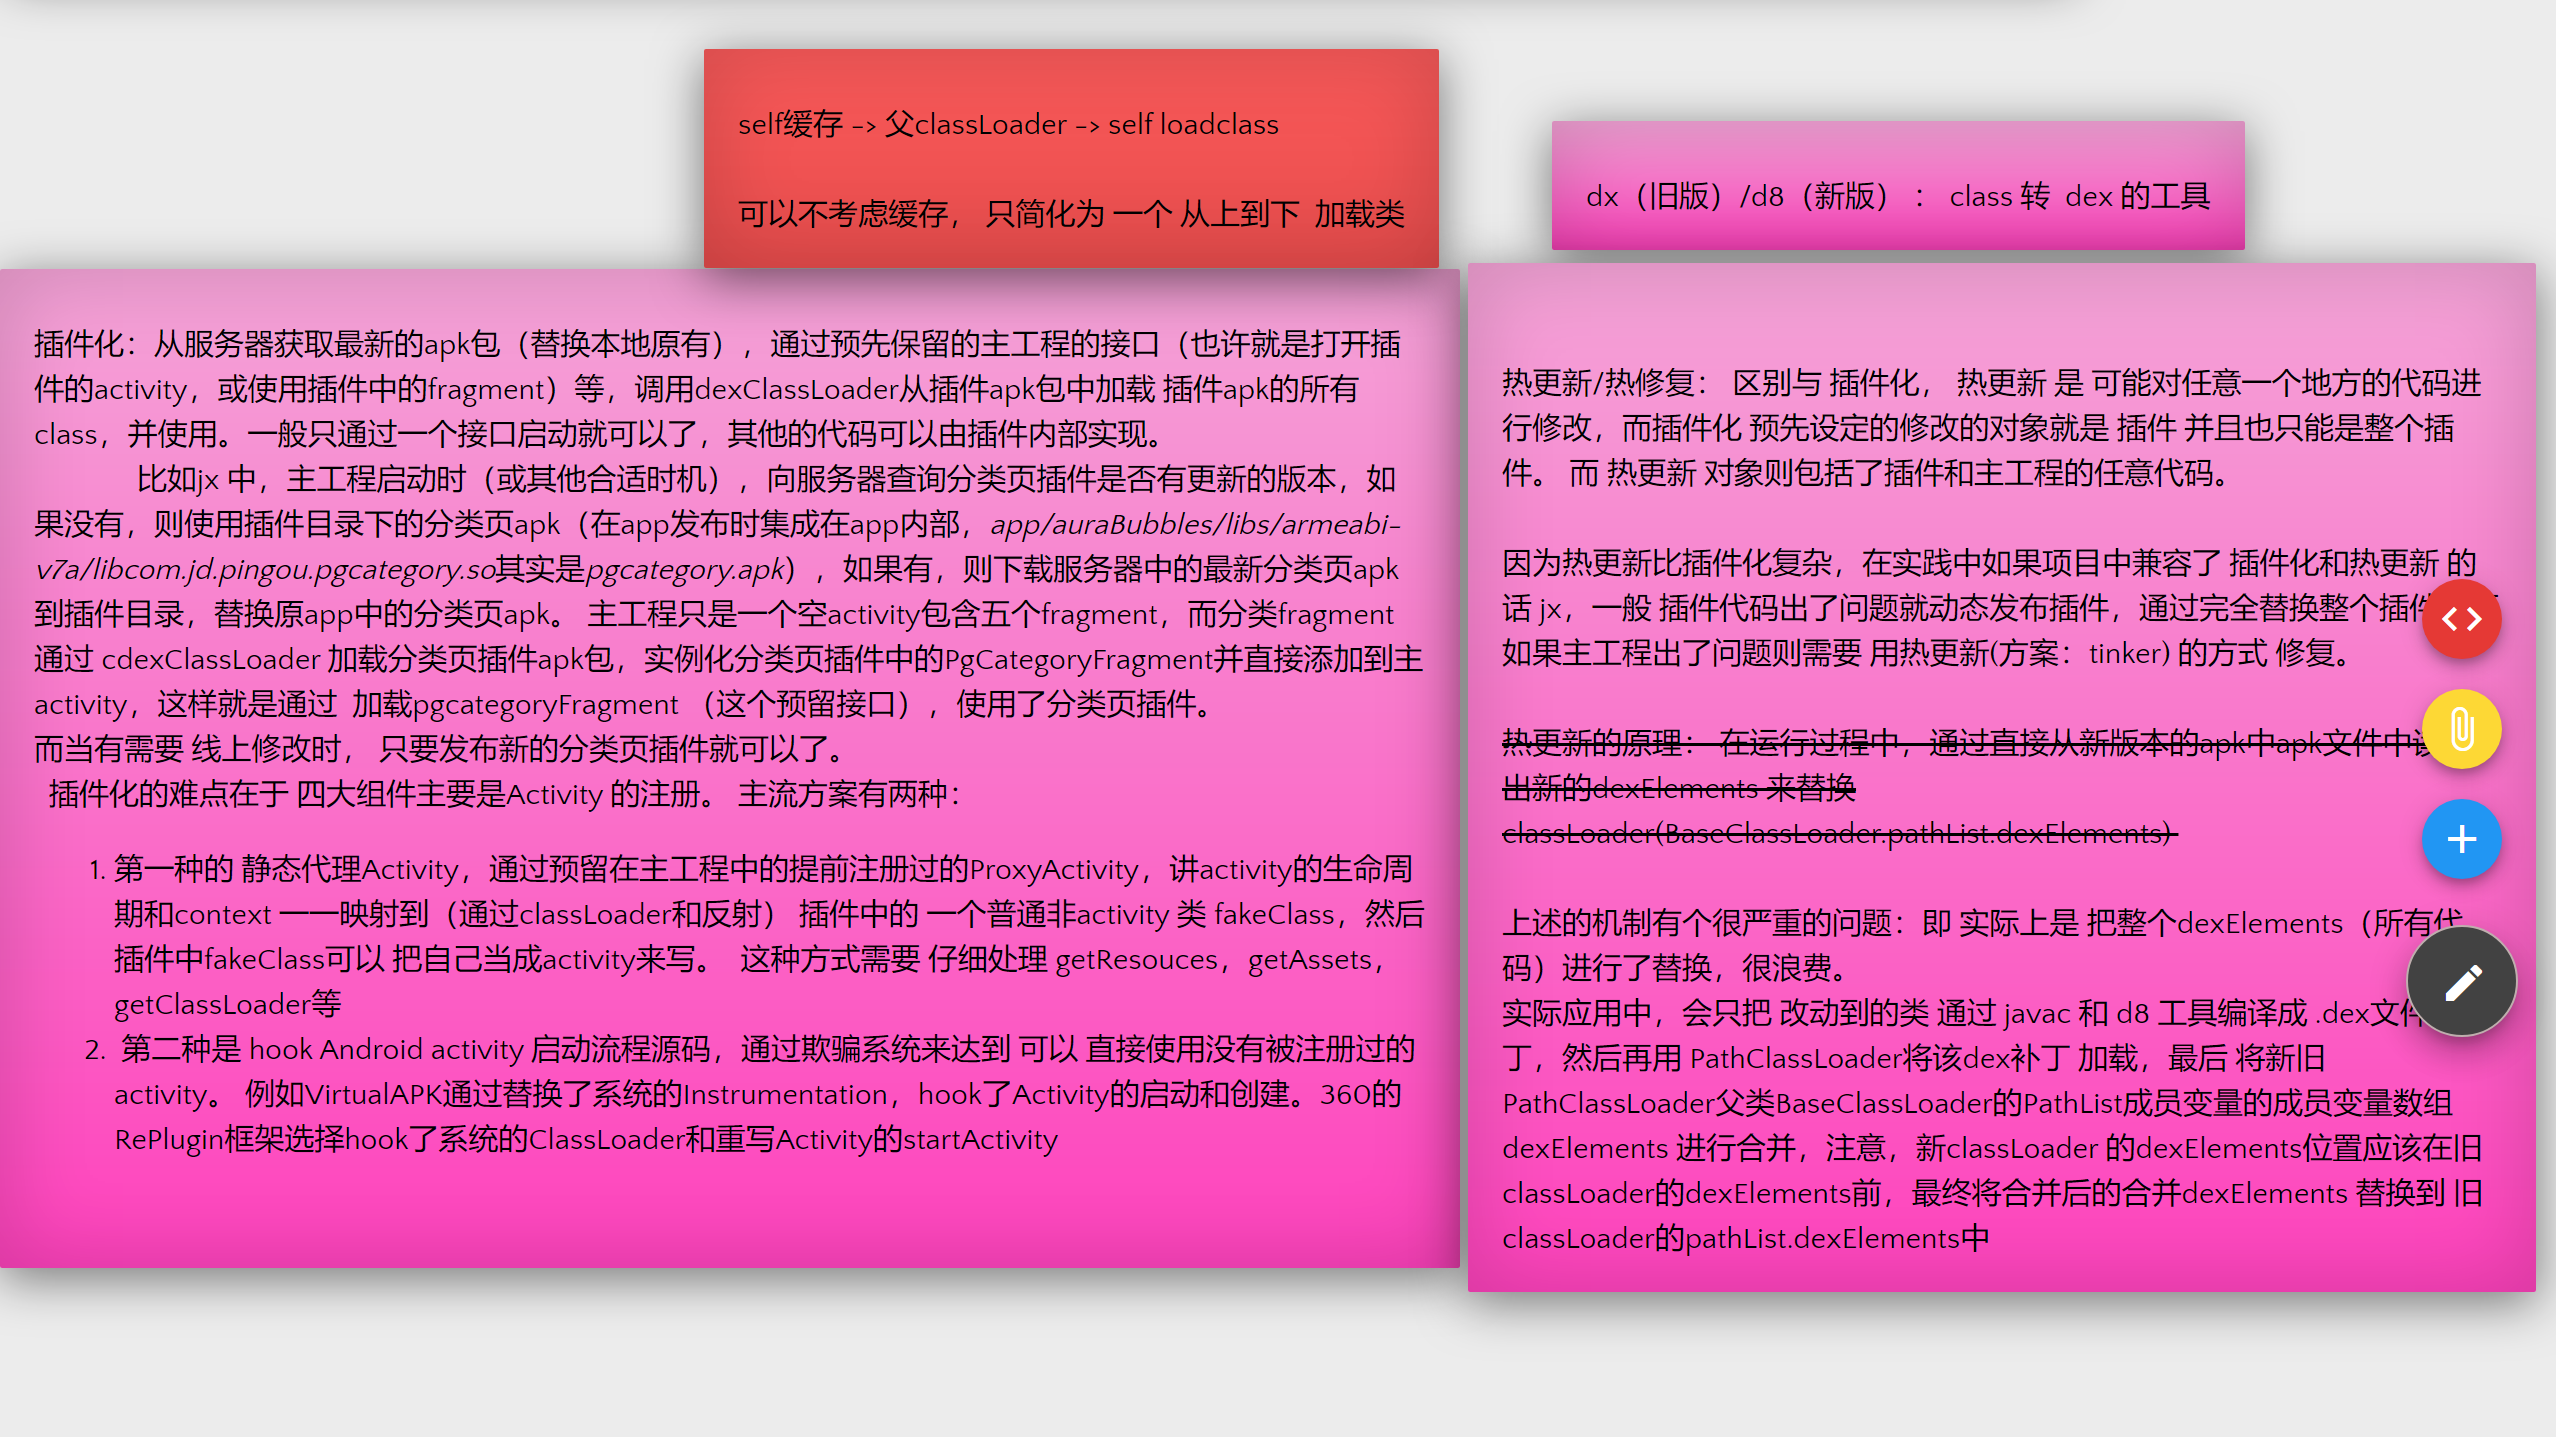 self缓存 -> 父classLoader -> self loadclass
可以不考虑缓存， 只简化为 一个 从上到下 加载类
dx（旧版）/d8（新版） ： class 转 dex 的工具
插件化：从服务器获取最新的apk包（替换本地原有），通过预先保留的主工程的接口（也许就是打开插
件的activity，或使用插件中的fragment）等，调用dexClassLoader从插件apk包中加载 插件apk的所有
class，并使用。一般只通过一个接口启动就可以了，其他的代码可以由插件内部实现。
比如jx 中，主工程启动时（或其他合适时机），向服务器查询分类页插件是否有更新的版本，如
果没有，则使用插件目录下的分类页apk（在app发布时集成在app内部，app/auraBubbles/libs/armeabi-
v7a/libcom.jd.pingou.pgcategory.so其实是pgcategory.apk），如果有，则下载服务器中的最新分类页apk
到插件目录，替换原app中的分类页apk。 主工程只是一个空activity包含五个fragment，而分类fragment
通过 cdexClassLoader 加载分类页插件apk包，实例化分类页插件中的PgCategoryFragment并直接添加到主
activity，这样就是通过 加载pgcategoryFragment （这个预留接口），使用了分类页插件。
而当有需要 线上修改时， 只要发布新的分类页插件就可以了。
插件化的难点在于 四大组件主要是Activity 的注册。 主流方案有两种：
1. 第一种的 静态代理Activity，通过预留在主工程中的提前注册过的ProxyActivity，讲activity的生命周
期和context 一一映射到（通过classLoader和反射） 插件中的 一个普通非activity 类 fakeClass，然后
插件中fakeClass可以 把自己当成activity来写。 这种方式需要 仔细处理 getResouces，getAssets，
getClassLoader等
2. 第二种是 hook Android activity 启动流程源码，通过欺骗系统来达到 可以 直接使用没有被注册过的
activity。 例如VirtualAPK通过替换了系统的Instrumentation，hook了Activity的启动和创建。360的
RePlugin框架选择hook了系统的ClassLoader和重写Activity的startActivity
热更新/热修复： 区别与 插件化， 热更新 是 可能对任意一个地方的代码进
行修改，而插件化 预先设定的修改的对象就是 插件 并且也只能是整个插
件。 而 热更新 对象则包括了插件和主工程的任意代码。
因为热更新比插件化复杂，在实践中如果项目中兼容了 插件化和热更新 的
话 jx，一般 插件代码出了问题就动态发布插件，通过完全替换整个插件
如果主工程出了问题则需要 用热更新(方案：tinker) 的方式 修复。
热更新的原理： 在运行过程中，通过直接从新版本的apk中apk文件中
出新的dexElements 来替换
classLoader(BaseClassLoader.pathList.dexElements)
上述的机制有个很严重的问题：即 实际上是 把整个dexElements（所有代
码）进行了替换，很浪费。
实际应用中，会只把 改动到的类 通过 javac 和 d8 工具编译成 .dex文件
丁，然后再用 PathClassLoader将该dex补丁 加载，最后 将新旧
PathClassLoader父类BaseClassLoader的PathList成员变量的成员变量数组
dexElements 进行合并，注意，新classLoader 的dexElements位置应该在旧
classLoader的dexElements前，最终将合并后的合并dexElements 替换到 旧
classLoader的pathList.dexElements中